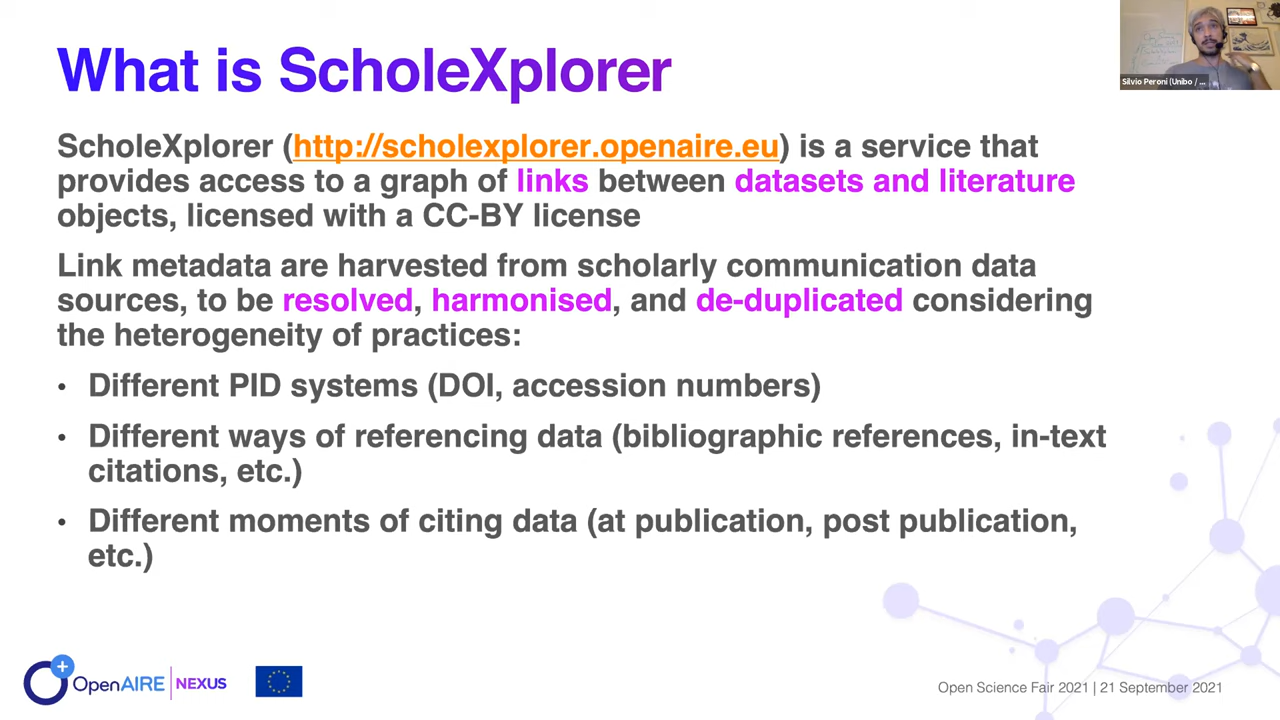 What is ScholeXplorer
Silvio Peroni (Unibo / ...
ScholeXplorer (http://scholexplorer.openaire.eu) is a service that
provides access to a graph of links between datasets and literature
objects, licensed with a CC-BY license
Link metadata are harvested from scholarly communication data
sources, to be resolved, harmonised, and de-duplicated considering
the heterogeneity of practices:
• Different PID systems (DOI, accession numbers)
• Different ways of referencing data (bibliographic references, in-text
citations, etc.)
• Different moments of citing data (at publication, post publication,
etc.)
OpenAIRE | NEXUS
Open Science Fair 2021 | 21 September 2021